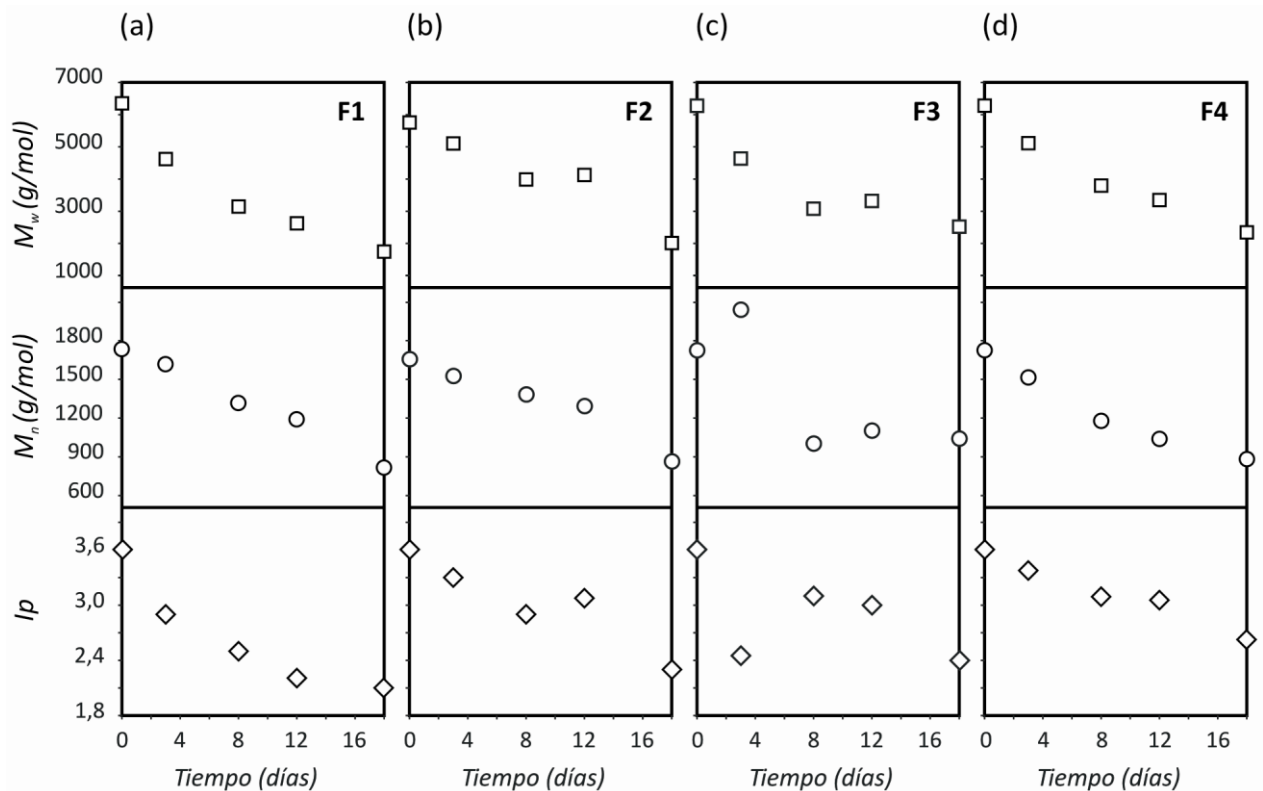 (a) (b) (c) (d)
7000
5000
3000
1000
M_w (g/mol)
F1 F2 F3 F4
1800
1500
1200
900
600
M_n (g/mol)
3,6
3,0
2,4
1,8
Ip
0 4 8 12 16 0 4 8 12 16 0 4 8 12 16 0 4 8 12 16
Tiempo (días) Tiempo (días) Tiempo (días) Tiempo (días)